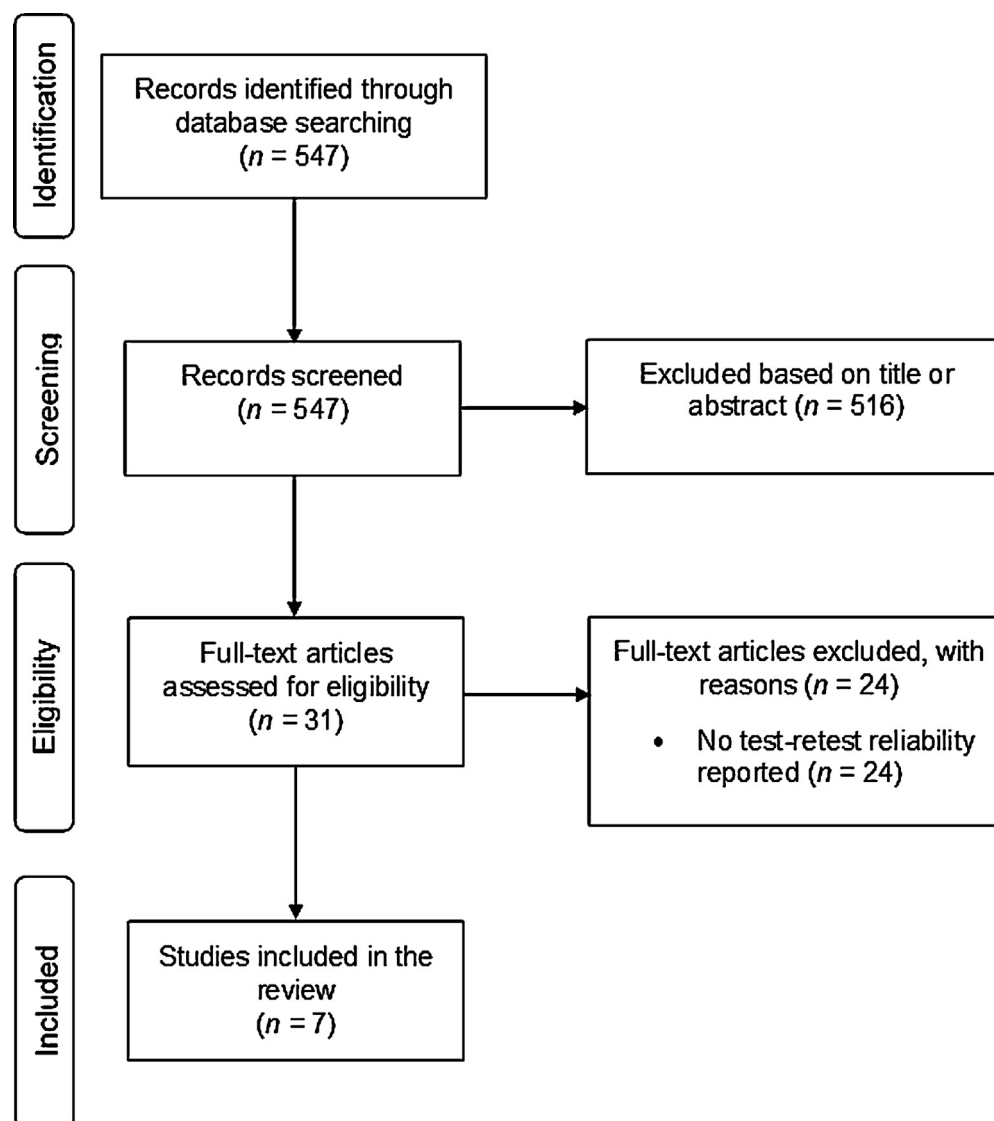 Identification
Records identified through
database searching
(n = 547)
Screening
Records screened
(n = 547)
Excluded based on title or
abstract (n = 516)
Eligibility
Full-text articles
assessed for eligibility
(n = 31)
Full-text articles excluded, with
reasons (n = 24)
• No test-retest reliability
reported (n = 24)
Included
Studies included in the
review
(n = 7)